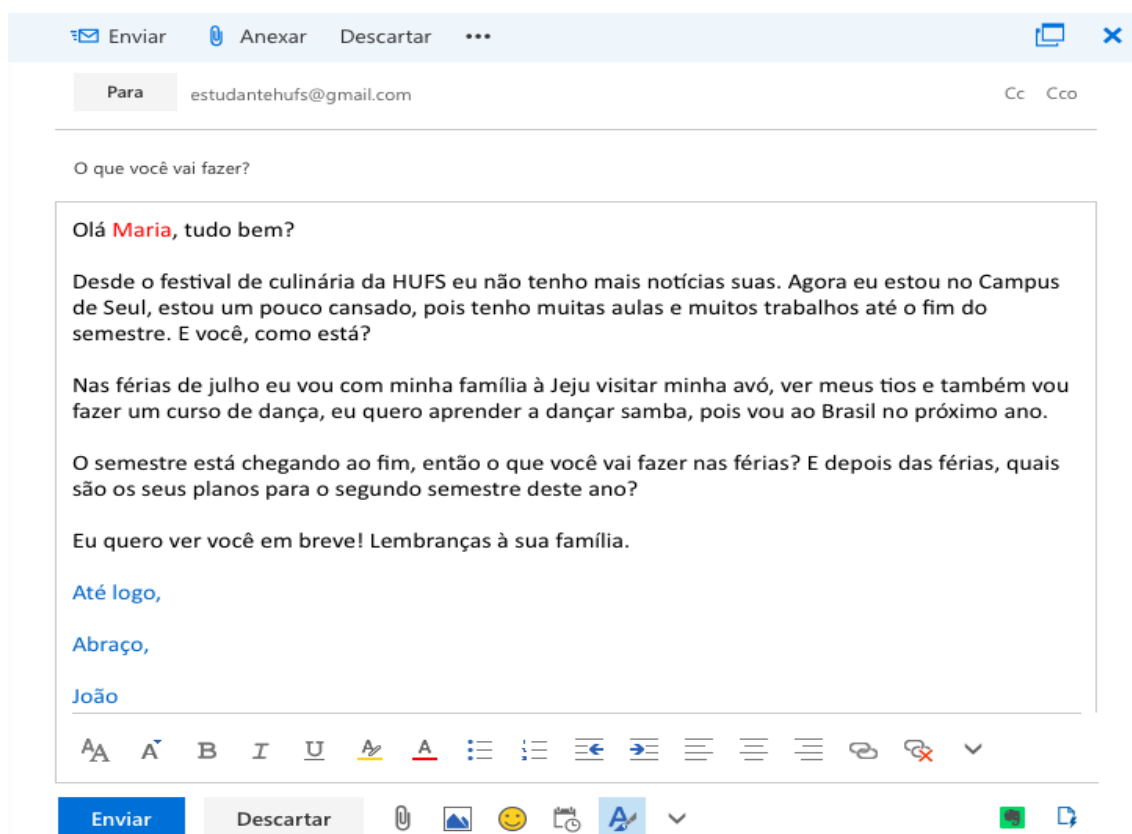 Enviar Anexar Descartar •••
Para estudantehufs@gmail.com Cc Cco
O que você vai fazer?
Olá Maria, tudo bem?
Desde o festival de culinária da HUFS eu não tenho mais notícias suas. Agora eu estou no Campus
de Seul, estou um pouco cansado, pois tenho muitas aulas e muitos trabalhos até o fim do
semestre. E você, como está?
Nas férias de julho eu vou com minha família à Jeju visitar minha avó, ver meus tios e também vou
fazer um curso de dança, eu quero aprender a dançar samba, pois vou ao Brasil no próximo ano.
O semestre está chegando ao fim, então o que você vai fazer nas férias? E depois das férias, quais
são os seus planos para o segundo semestre deste ano?
Eu quero ver você em breve! Lembranças à sua família.
Até logo,
Abraço,
João
AA A B I U A A
Enviar Descartar A